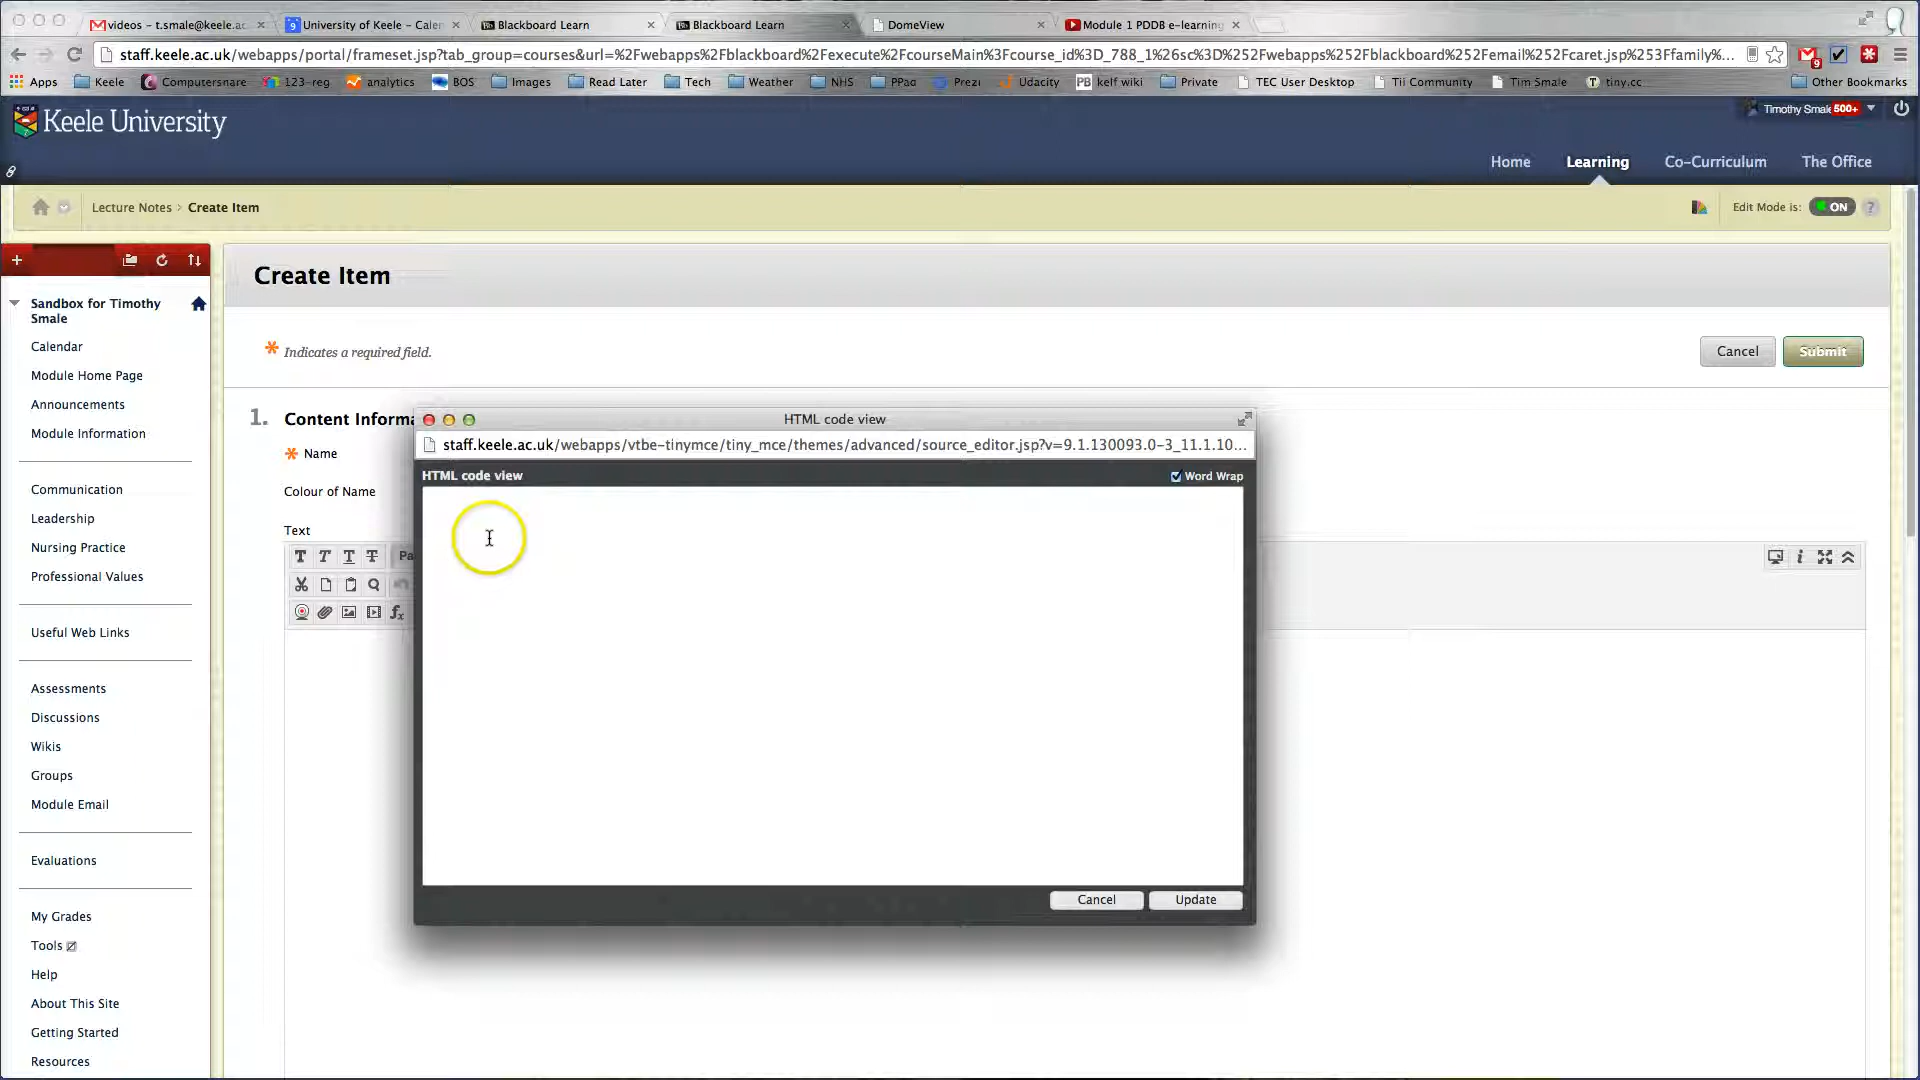 videos – t.smale@keele.ac
University of Keele – Calen
Blackboard Learn
Blackboard Learn
DomeView
Module 1 PDDB e-learning
staff.keele.ac.uk/webapps/portal/frameset.jsp?tab_group=courses&url=%2Fwebapps%2Fblackboard%2Fexecute%2FcourseMain%3Fcourse_id%3D_788_1%26sc%3D%252Fwebapps%252Fblackboard%252Femail%252Fcaret.jsp%253Ffamily%...
9
Apps
Keele
Computersnare
123-reg
analytics
BOS
Images
Read Later
Tech
Weather
NHS
PPaq
Prezi
Udacity
PB kelf wiki
Private
TEC User Desktop
Tii Community
Tim Smale
tiny.cc
Other Bookmarks
Keele University
Timothy Smale 500+
Home
Learning
Co-Curriculum
The Office
Lecture Notes > Create Item
Edit Mode is: ON ?
Create Item
Sandbox for Timothy
Smale
Calendar
Module Home Page
Announcements
Module Information
Communication
Leadership
Nursing Practice
Professional Values
Useful Web Links
Assessments
Discussions
Wikis
Groups
Module Email
Evaluations
My Grades
Tools
Help
About This Site
Getting Started
Resources
* Indicates a required field.
Cancel
Submit
1. Content Informa
* Name
Colour of Name
Text
T T T T Pa
fx
HTML code view
staff.keele.ac.uk/webapps/vtbe-tinymce/tiny_mce/themes/advanced/source_editor.jsp?v=9.1.130093.0-3_11.1.10...
HTML code view
Word Wrap
Cancel
Update